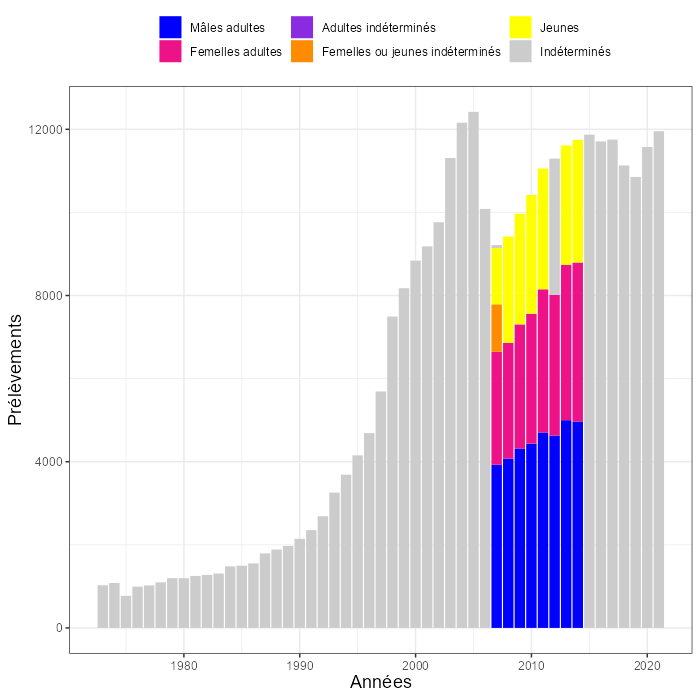 Mâles adultes Adultes indéterminés Jeunes
Femelles adultes Femelles ou jeunes indéterminés Indéterminés
12000
8000
4000
0
Prélèvements
1980 1990 2000 2010 2020
Années